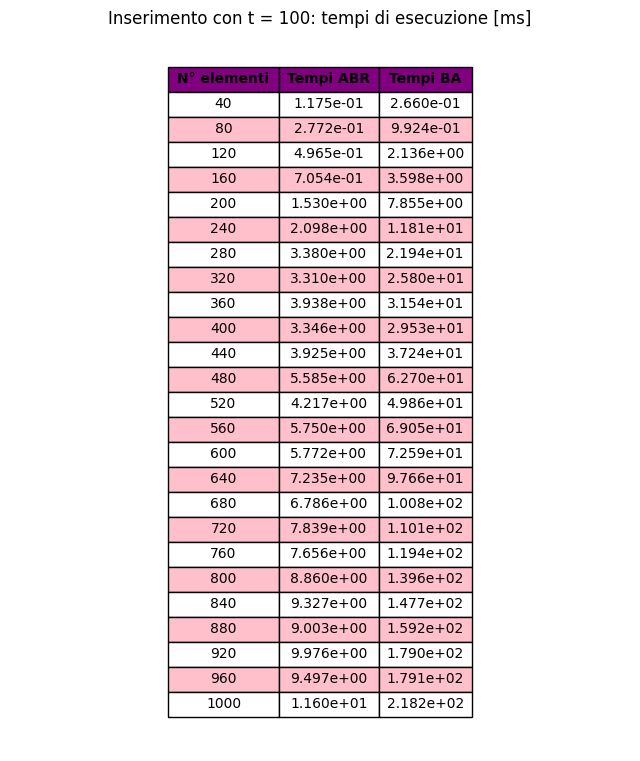 Inserimento con t = 100: tempi di esecuzione [ms]
N° elementi Tempi ABR Tempi BA
40 1.175e-01 2.660e-01
80 2.772e-01 9.924e-01
120 4.965e-01 2.136e+00
160 7.054e-01 3.598e+00
200 1.530e+00 7.855e+00
240 2.098e+00 1.181e+01
280 3.380e+00 2.194e+01
320 3.310e+00 2.580e+01
360 3.938e+00 3.154e+01
400 3.346e+00 2.953e+01
440 3.925e+00 3.724e+01
480 5.585e+00 6.270e+01
520 4.217e+00 4.986e+01
560 5.750e+00 6.905e+01
600 5.772e+00 7.259e+01
640 7.235e+00 9.766e+01
680 6.786e+00 1.008e+02
720 7.839e+00 1.101e+02
760 7.656e+00 1.194e+02
800 8.860e+00 1.396e+02
840 9.327e+00 1.477e+02
880 9.003e+00 1.592e+02
920 9.976e+00 1.790e+02
960 9.497e+00 1.791e+02
1000 1.160e+01 2.182e+02